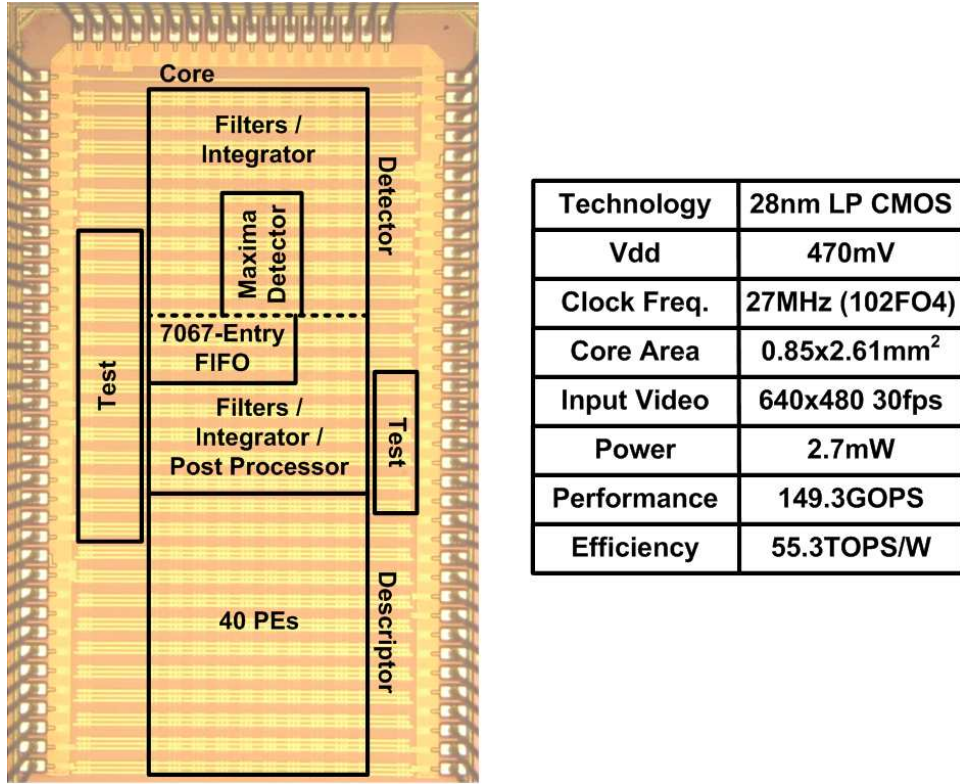 Core
Filters /
Integrator
Detector
Maxima
Detector
7067-Entry
FIFO
Test
Filters /
Integrator /
Post Processor
Test
40 PEs
Descriptor
Technology 28nm LP CMOS
Vdd 470mV
Clock Freq. 27MHz (102FO4)
Core Area 0.85x2.61mm²
Input Video 640x480 30fps
Power 2.7mW
Performance 149.3GOPS
Efficiency 55.3TOPS/W